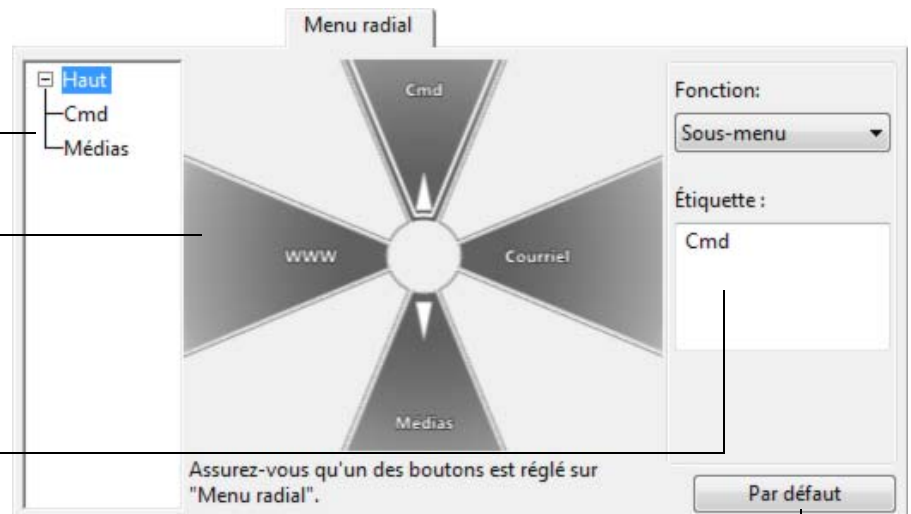 Menu radial
Haut
Cmd
Médias
Cmd
WWW
Courriel
Médias
Fonction:
Sous-menu
Étiquette :
Cmd
Assurez-vous qu'un des boutons est réglé sur
"Menu radial".
Par défaut